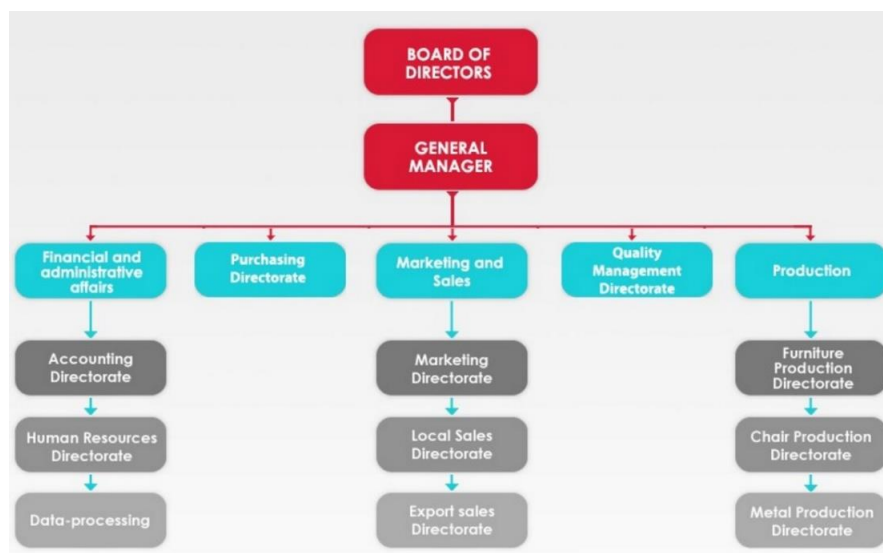 BOARD OF
DIRECTORS
GENERAL
MANAGER
Financial and
administrative
affairs
Purchasing
Directorate
Marketing and
Sales
Quality
Management
Directorate
Production
Accounting
Directorate
Marketing
Directorate
Furniture
Production
Directorate
Human Resources
Directorate
Local Sales
Directorate
Chair Production
Directorate
Data-processing
Export sales
Directorate
Metal Production
Directorate